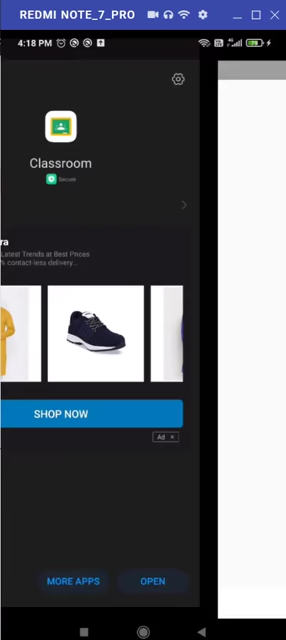 REDMI NOTE_7_PRO
4:18 PM
Classroom
Secure
ra
Latest Trends at Best Prices
% contact-less delivery...
SHOP NOW
Ad ×
MORE APPS
OPEN